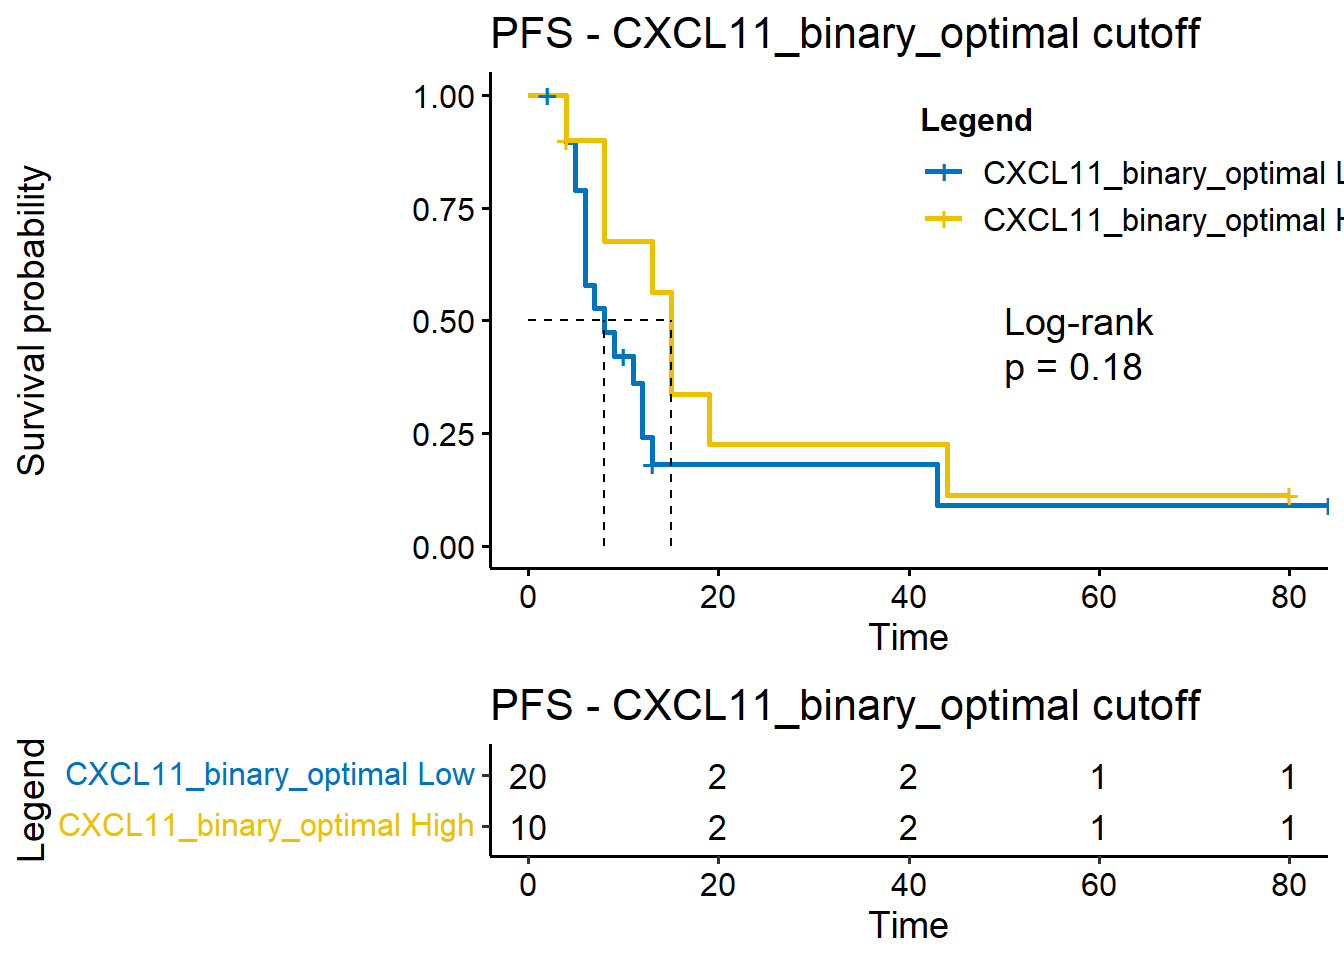 PFS - CXCL11_binary_optimal cutoff
Survival probability
1.00
0.75
0.50
0.25
0.00
Legend
CXCL11_binary_optimal L
CXCL11_binary_optimal H
Log-rank
p = 0.18
0 20 40 60 80
Time
PFS - CXCL11_binary_optimal cutoff
Legend
CXCL11_binary_optimal Low 20 2 2 1 1
CXCL11_binary_optimal High 10 2 2 1 1
0 20 40 60 80
Time